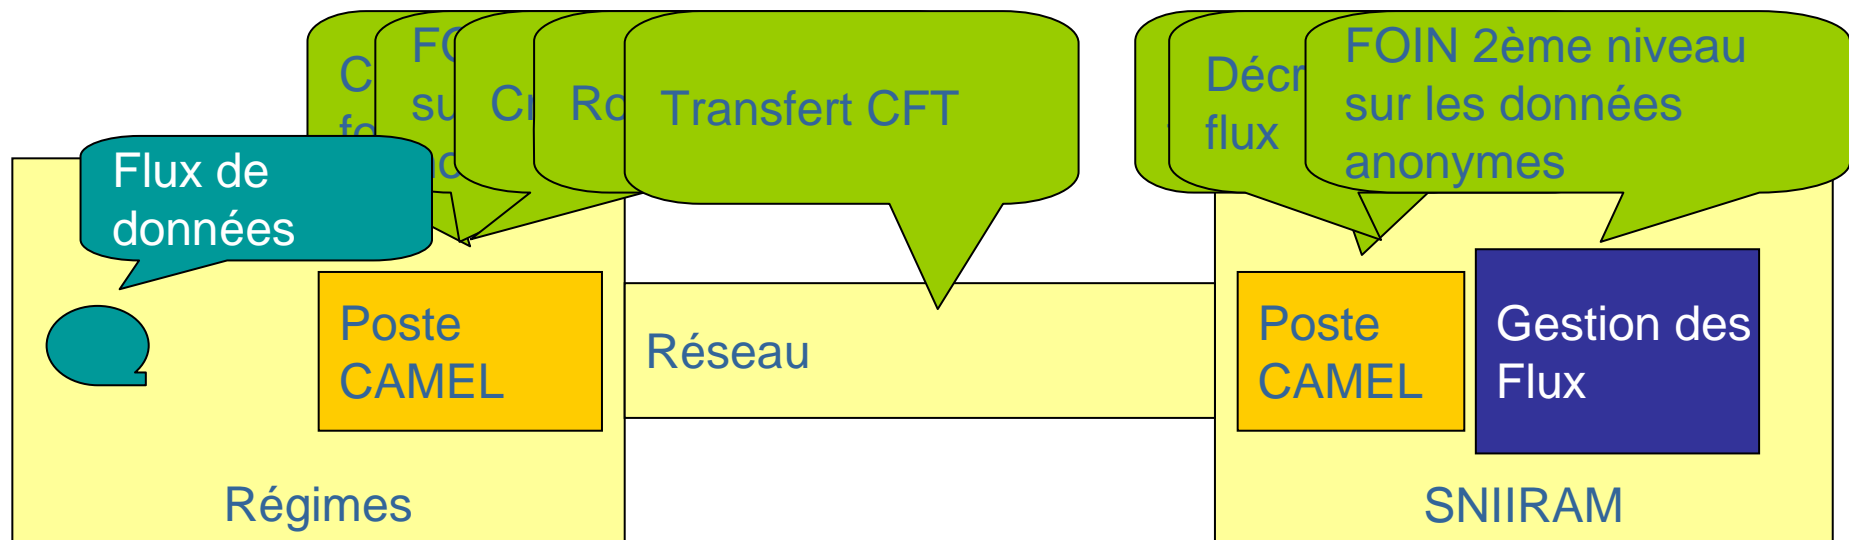 Transfert CFT
Décr
flux
FOIN 2ème niveau
sur les données
anonymes
Flux de
données
Poste
CAMEL
Réseau
Poste
CAMEL
Gestion des
Flux
Régimes
SNIIRAM